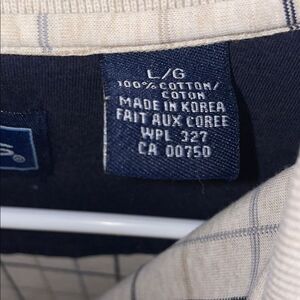 L/G
100% COTTON/
COTON
MADE IN KOREA
FAIT AUX COREE
WPL 327
CA 00750
S®